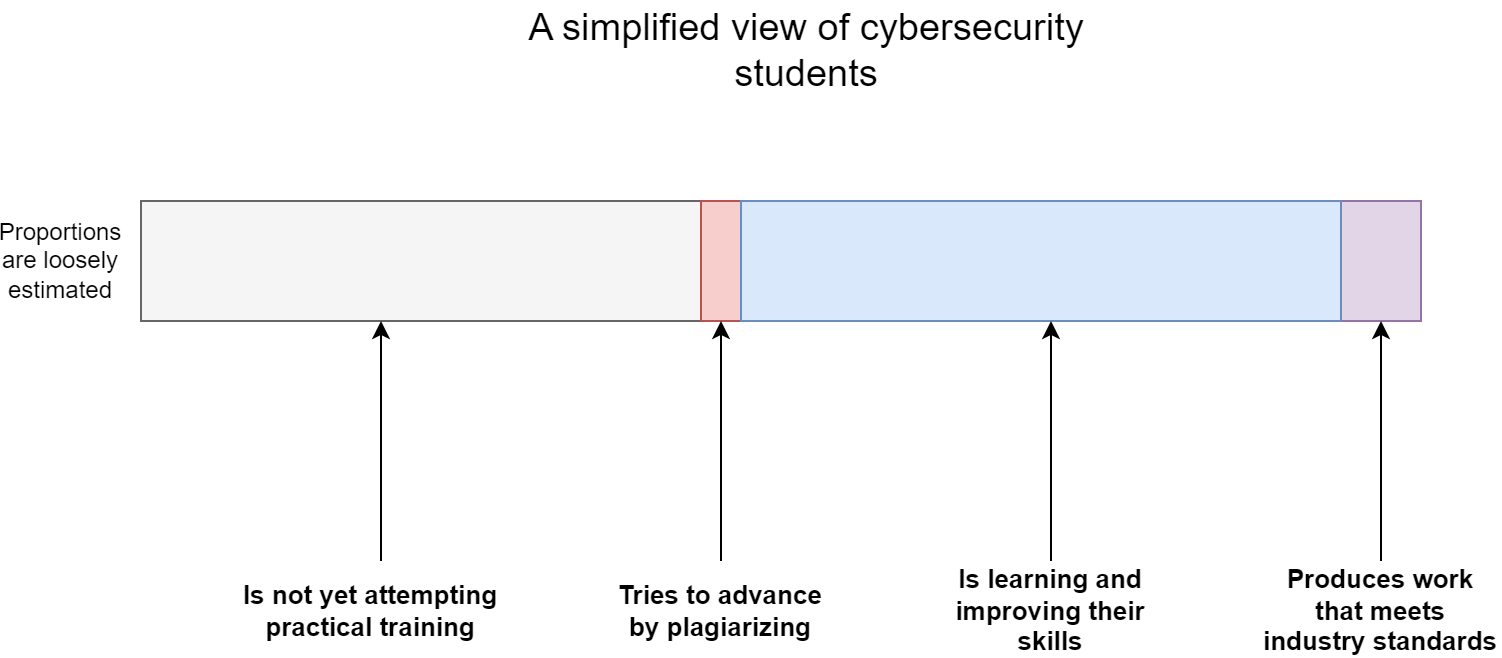 A simplified view of cybersecurity
students
Proportions
are loosely
estimated
Is not yet attempting
practical training
Tries to advance
by plagiarizing
Is learning and
improving their
skills
Produces work
that meets
industry standards